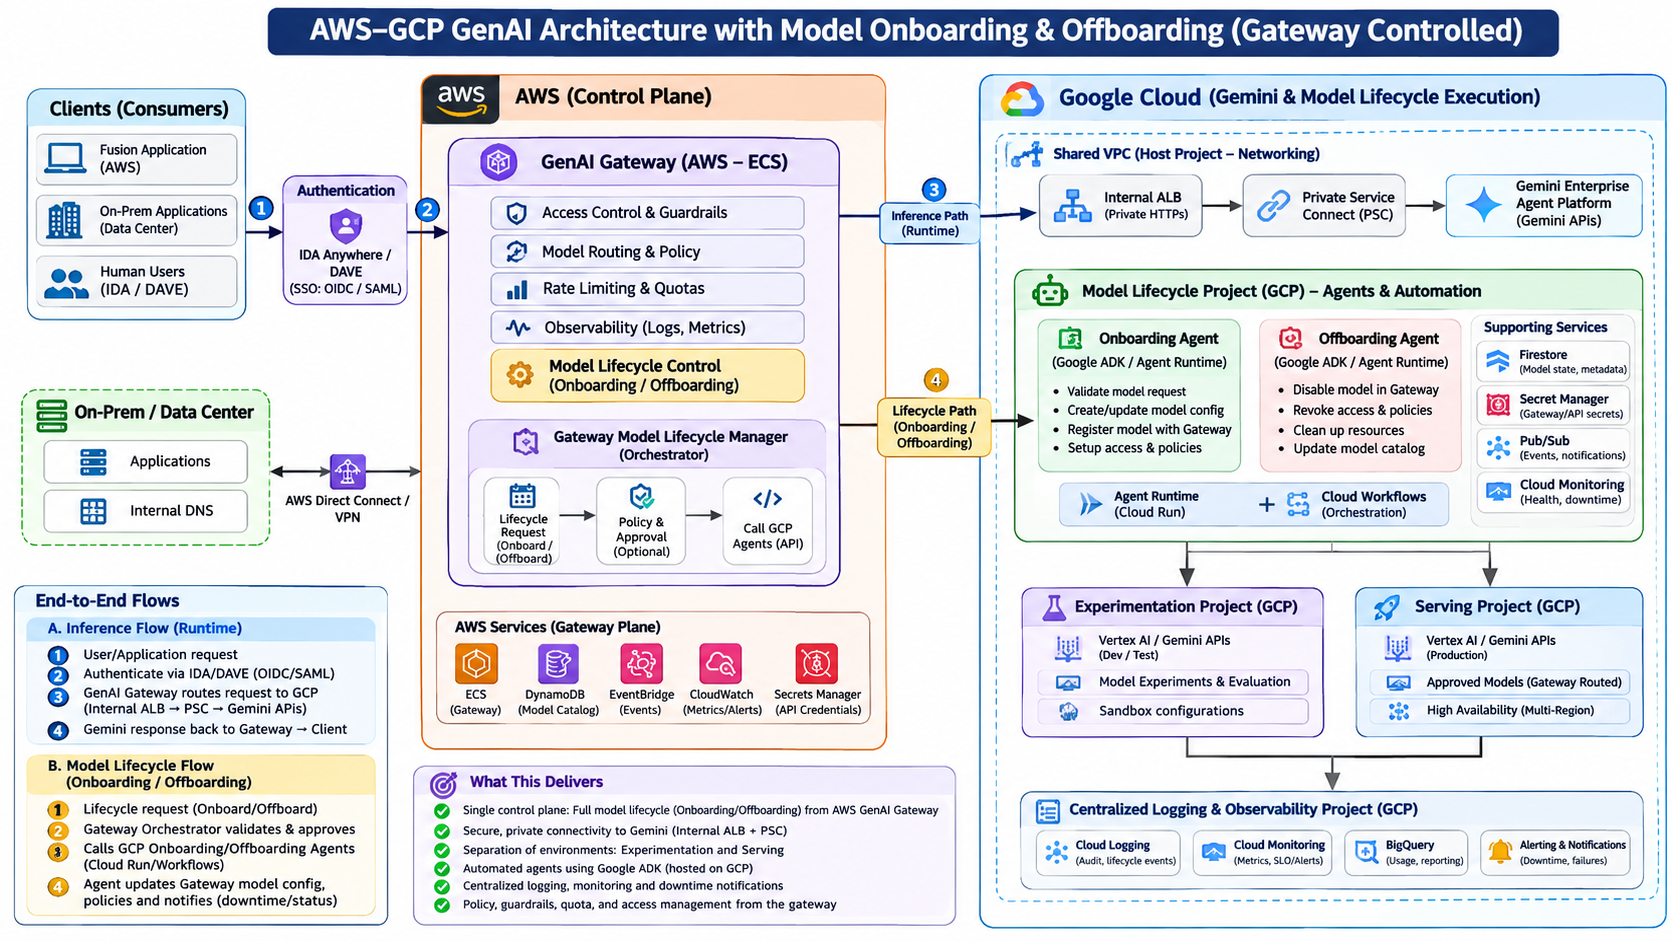 AWS–GCP GenAI Architecture with Model Onboarding & Offboarding (Gateway Controlled)
Clients (Consumers)
Fusion Application
(AWS)
On-Prem Applications
(Data Center)
Human Users
(IDA / DAVE)
1
Authentication
IDA Anywhere /
DAVE
(SSO: OIDC / SAML)
2
On-Prem / Data Center
Applications
Internal DNS
AWS Direct Connect /
VPN
aws
AWS (Control Plane)
GenAI Gateway (AWS – ECS)
Access Control & Guardrails
Model Routing & Policy
Rate Limiting & Quotas
Observability (Logs, Metrics)
Model Lifecycle Control
(Onboarding / Offboarding)
Gateway Model Lifecycle Manager
(Orchestrator)
Lifecycle
Request
(Onboard /
(Offboard)
Policy &
Approval
(Optional)
Call GCP
Agents (API)
AWS Services (Gateway Plane)
ECS
(Gateway)
DynamoDB
(Model Catalog)
EventBridge
(Events)
CloudWatch
(Metrics/Alerts)
Secrets Manager
(API Credentials)
3
Inference Path
(Runtime)
4
Lifecycle Path
(Onboarding /
Offboarding)
Google Cloud (Gemini & Model Lifecycle Execution)
Shared VPC (Host Project – Networking)
Internal ALB
(Private HTTPs)
Private Service
Connect (PSC)
Gemini Enterprise
Agent Platform
(Gemini APIs)
Model Lifecycle Project (GCP) – Agents & Automation
Onboarding Agent
(Google ADK / Agent Runtime)
• Validate model request
• Create/update model config
• Register model with Gateway
• Setup access & policies
Offboarding Agent
(Google ADK / Agent Runtime)
• Disable model in Gateway
• Revoke access & policies
• Clean up resources
• Update model catalog
Supporting Services
Firestore
(Model state, metadata)
Secret Manager
(Gateway/API secrets)
Pub/Sub
(Events, notifications)
Cloud Monitoring
(Health, downtime)
Agent Runtime
(Cloud Run)
+
Cloud Workflows
(Orchestration)
Experimentation Project (GCP)
Vertex AI / Gemini APIs
(Dev / Test)
Model Experiments & Evaluation
Sandbox configurations
Serving Project (GCP)
Vertex AI / Gemini APIs
(Production)
Approved Models (Gateway Routed)
High Availability (Multi-Region)
Centralized Logging & Observability Project (GCP)
Cloud Logging
(Audit, lifecycle events)
Cloud Monitoring
(Metrics, SLO/Alerts)
BigQuery
(Usage, reporting)
Alerting & Notifications
(Downtime, failures)
End-to-End Flows
A. Inference Flow (Runtime)
1 User/Application request
2 Authenticate via IDA/DAVE (OIDC/SAML)
3 GenAI Gateway routes request to GCP
(Internal ALB → PSC → Gemini APIs)
4 Gemini response back to Gateway → Client
B. Model Lifecycle Flow
(Onboarding / Offboarding)
1 Lifecycle request (Onboard/Offboard)
2 Gateway Orchestrator validates & approves
3 Calls GCP Onboarding/Offboarding Agents
(Cloud Run/Workflows)
4 Agent updates Gateway model config,
policies and notifies (downtime/status)
What This Delivers
Single control plane: Full model lifecycle (Onboarding/Offboarding) from AWS GenAI Gateway
Secure, private connectivity to Gemini (Internal ALB + PSC)
Separation of environments: Experimentation and Serving
Automated agents using Google ADK (hosted on GCP)
Centralized logging, monitoring and downtime notifications
Policy, guardrails, quota, and access management from the gateway